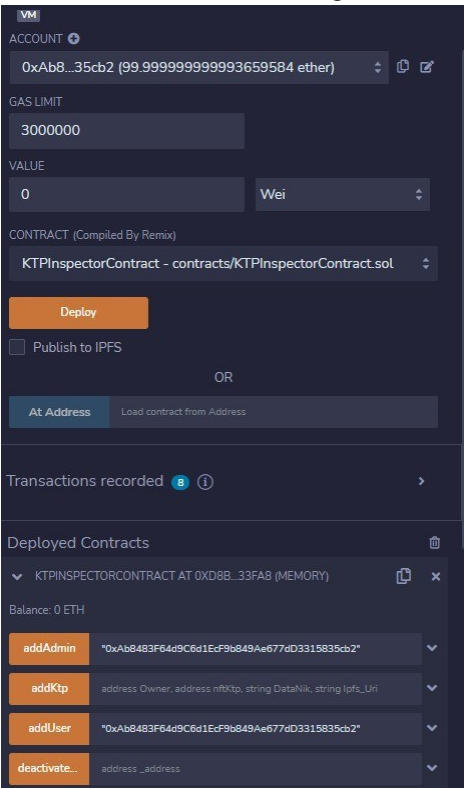 VM
ACCOUNT
0xAb8...35cb2 (99.999999999993659584 ether)
GAS LIMIT
3000000
VALUE
0
Wei
CONTRACT (Compiled By Remix)
KTPInspectorContract - contracts/KTPInspectorContract.sol
Deploy
Publish to IPFS
OR
At Address Load contract from Address
Transactions recorded 8 i
Deployed Contracts
KTPINSPECTORCONTRACT AT 0XD8B...33FA8 (MEMORY)
Balance: 0 ETH
addAdmin "0xAb8483F64d9C6d1EcF9b849Ae677dD3315835cb2"
addKtp address Owner, address nftKtp, string DataNik, string Ipfs_Uri
addUser "0xAb8483F64d9C6d1EcF9b849Ae677dD3315835cb2"
deactivate... address _address